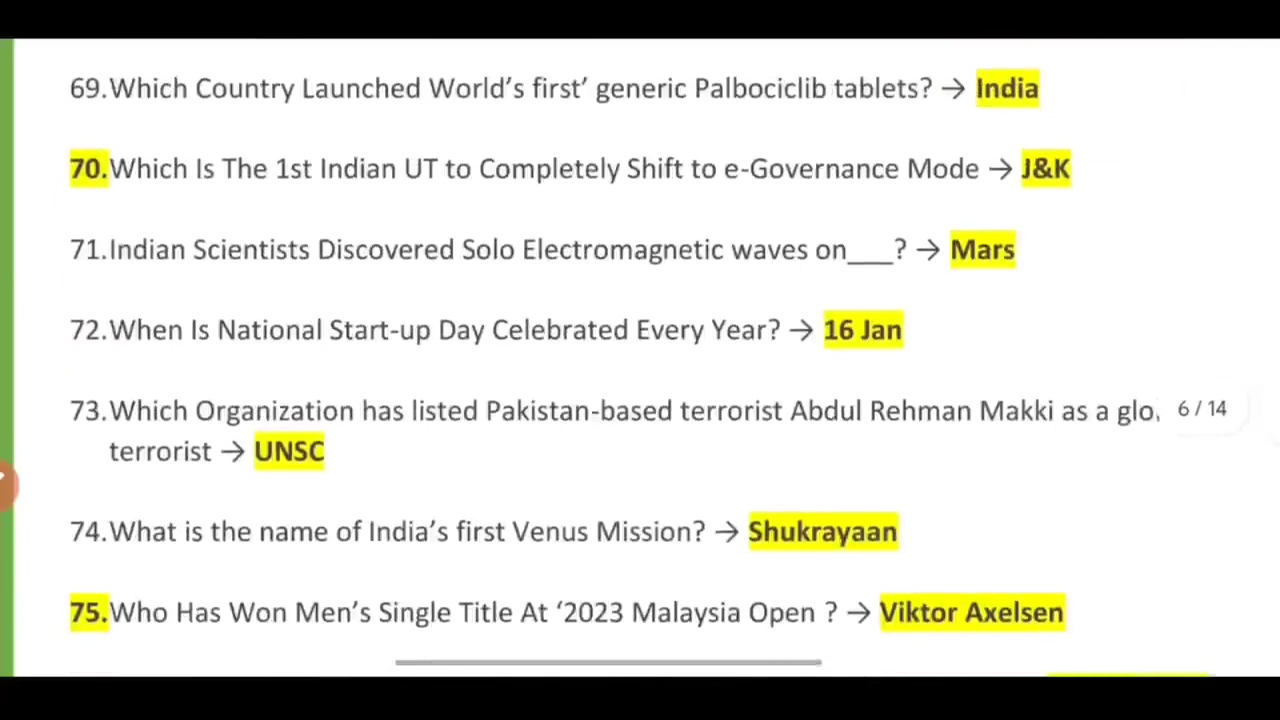 69.Which Country Launched World’s first’ generic Palbociclib tablets? → India
70.Which Is The 1st Indian UT to Completely Shift to e-Governance Mode → J&K
71.Indian Scientists Discovered Solo Electromagnetic waves on___? → Mars
72.When Is National Start-up Day Celebrated Every Year? → 16 Jan
73.Which Organization has listed Pakistan-based terrorist Abdul Rehman Makki as a glo
6 / 14
terrorist → UNSC
74.What is the name of India’s first Venus Mission? → Shukrayaan
75.Who Has Won Men’s Single Title At ‘2023 Malaysia Open ? → Viktor Axelsen